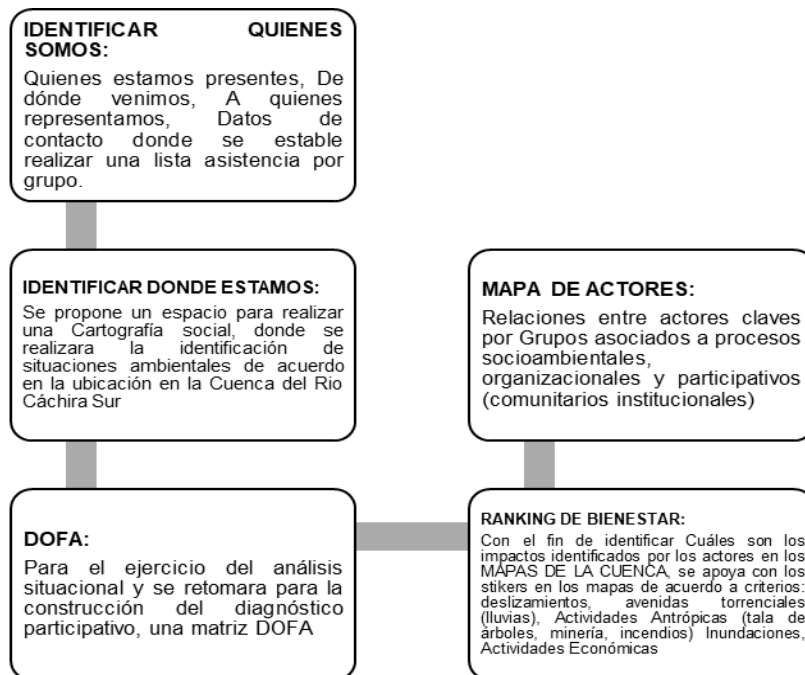 IDENTIFICAR QUIENES
SOMOS:
Quienes estamos presentes, De
dónde venimos, A quienes
representamos, Datos de
contacto donde se estable
realizar una lista asistencia por
grupo.
IDENTIFICAR DONDE ESTAMOS:
Se propone un espacio para realizar
una Cartografía social, donde se
realizara la identificación de
situaciones ambientales de acuerdo
en la ubicación en la Cuenca del Rio
Cáchira Sur
DOFA:
Para el ejercicio del análisis
situacional y se retomara para la
construcción del diagnóstico
participativo, una matriz DOFA
RANKING DE BIENESTAR:
Con el fin de identificar Cuáles son los
impactos identificados por los actores en los
MAPAS DE LA CUENCA, se apoya con los
stikers en los mapas de acuerdo a criterios:
deslizamientos, avenidas torrenciales
(lluvias), Actividades Antrópicas (tala de
árboles, minería, incendios) Inundaciones,
Actividades Económicas
MAPA DE ACTORES:
Relaciones entre actores claves
por Grupos asociados a procesos
socioambientales,
organizacionales y participativos
(comunitarios institucionales)